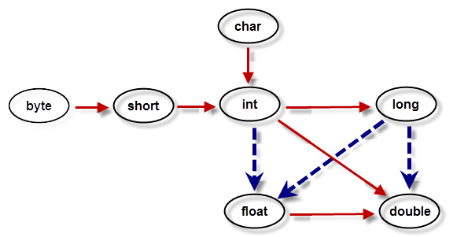 char
byte
short
int
long
float
double